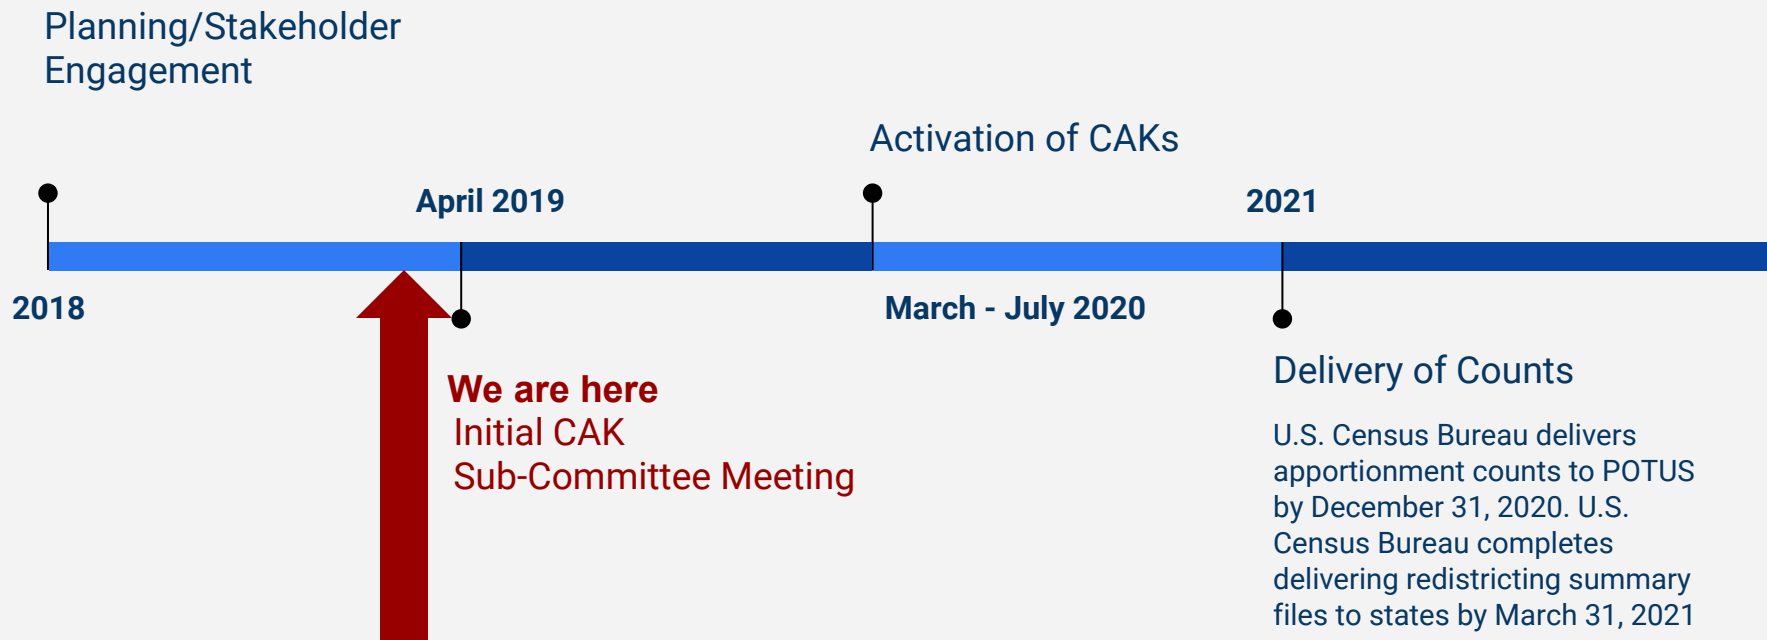 Planning/Stakeholder
Engagement
2018
April 2019
We are here
Initial CAK
Sub-Committee Meeting
Activation of CAKs
March - July 2020
2021
Delivery of Counts
U.S. Census Bureau delivers
apportionment counts to POTUS
by December 31, 2020. U.S.
Census Bureau completes
delivering redistricting summary
files to states by March 31, 2021